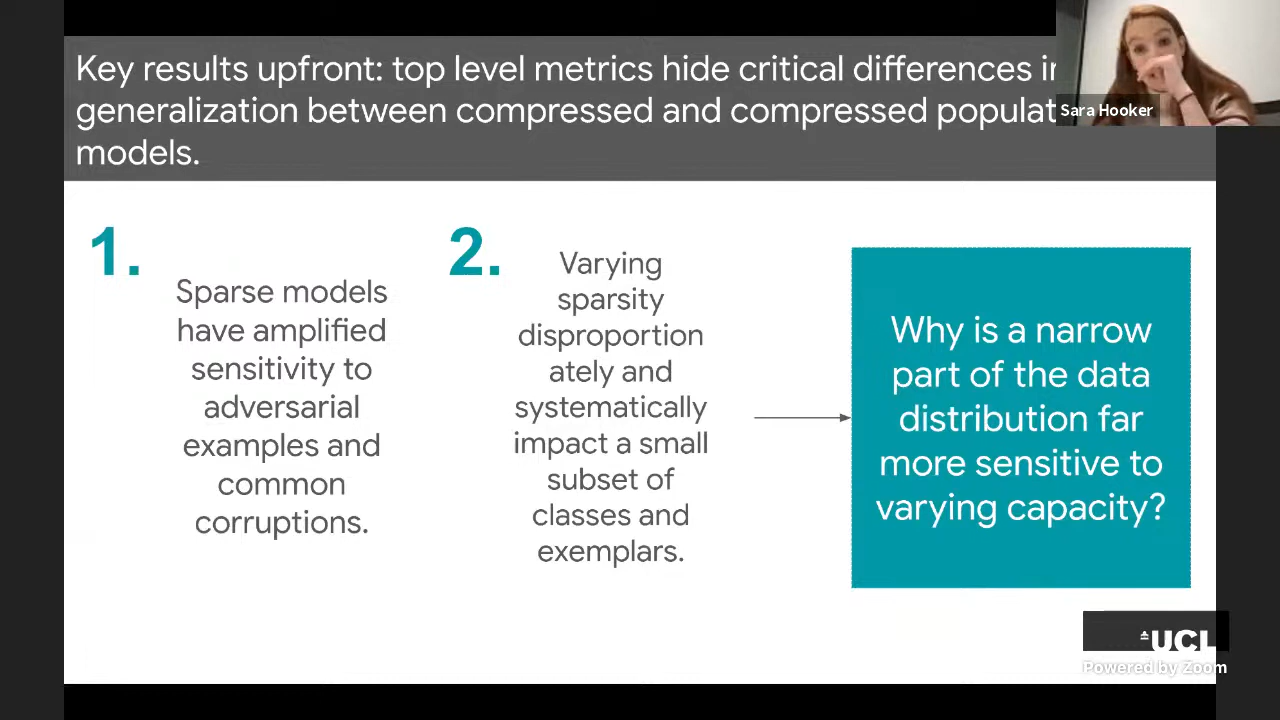 Key results upfront: top level metrics hide critical differences in
generalization between compressed and compressed populat
models.
Sara Hooker
1.
Sparse models
have amplified
sensitivity to
adversarial
examples and
common
corruptions.
2.
Varying
sparsity
disproportion
ately and
systematically
impact a small
subset of
classes and
exemplars.
Why is a narrow
part of the data
distribution far
more sensitive to
varying capacity?
UCL
Powered by Zoom